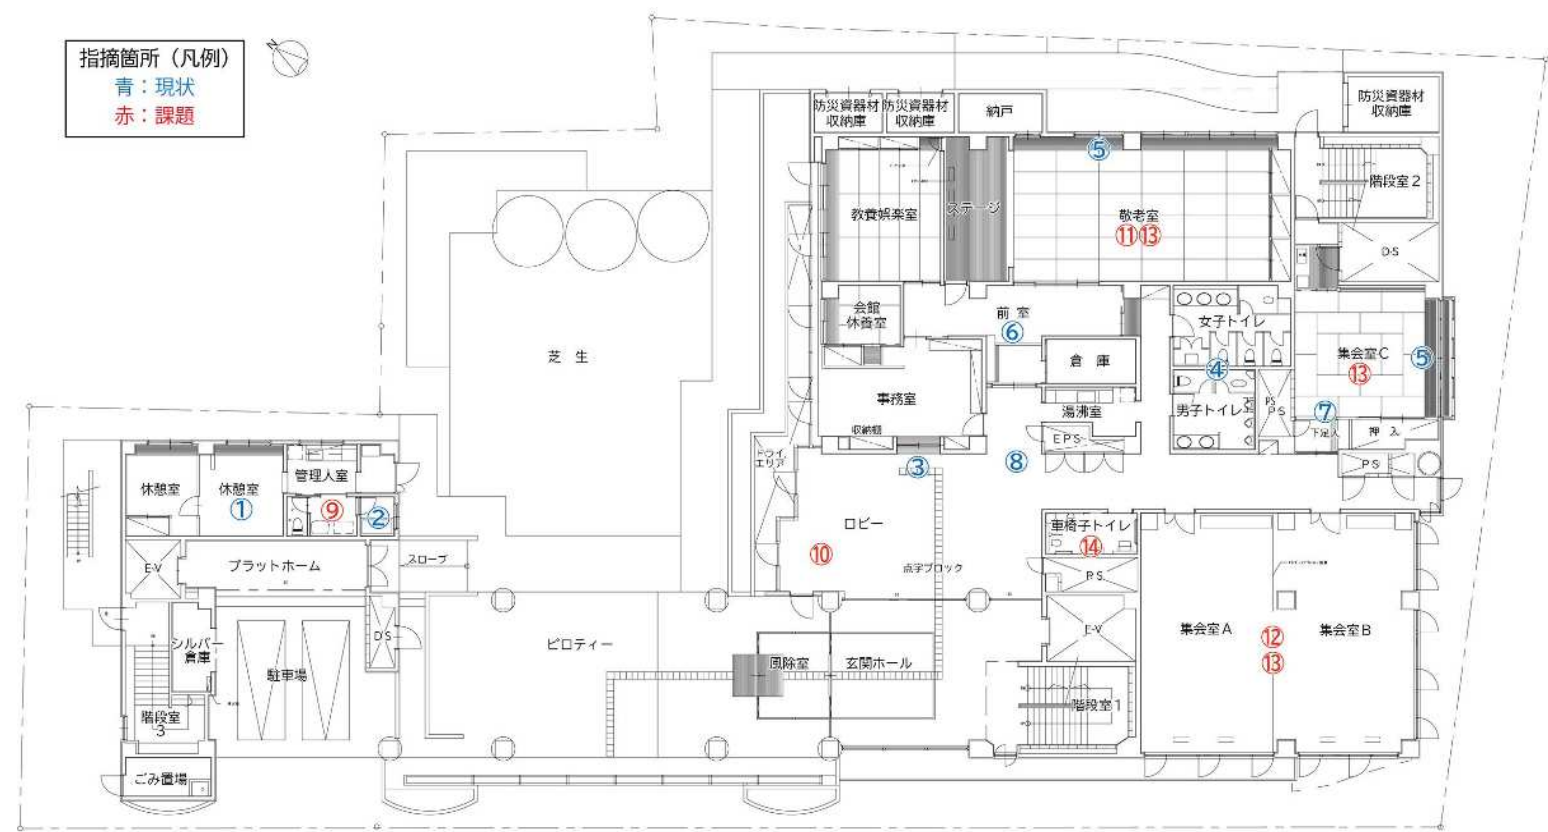 指摘箇所（凡例）
青：現状
赤：課題
N
防災資器材
収納庫
防災資器材
収納庫
納戸
防災資器材
収納庫
⑤
階段室２
教養娯楽室
ステージ
敬老室
⑪⑬
D·S
会館
休養室
前 室
⑥
女子トイレ
倉 庫
④
集会室Ｃ
⑬
⑤
事務室
湯沸室
男子トイレ
PS
P S
⑦
下足入
押 入
収納棚
E P S
ドライ
エリア
③
⑧
P S
管理人室
休憩室
休憩室
①
⑨
②
芝 生
ロビー
⑩
点字ブロック
車椅子トイレ
⑭
P S
E·V
プラットホーム
スロープ
シルバー
倉庫
D S
駐車場
ピロティー
風除室
玄関ホール
E·V
集会室Ａ
⑫
⑬
集会室Ｂ
階段室
３
階段室１
ごみ置場